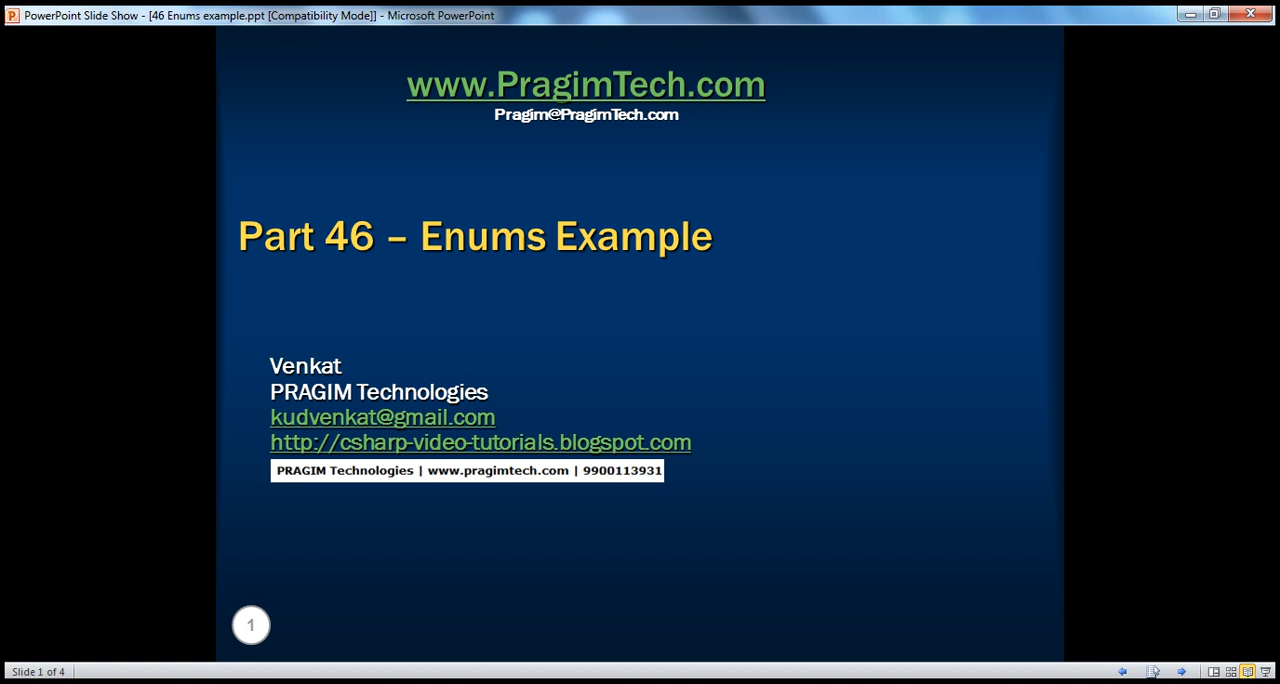 PowerPoint Slide Show - [46 Enums example.ppt [Compatibility Mode]] - Microsoft PowerPoint
www.PragimTech.com
Pragim@PragimTech.com
Part 46 – Enums Example
Venkat
PRAGIM Technologies
kudvenkat@gmail.com
http://csharp-video-tutorials.blogspot.com
PRAGIM Technologies | www.pragimtech.com | 9900113931
1
Slide 1 of 4